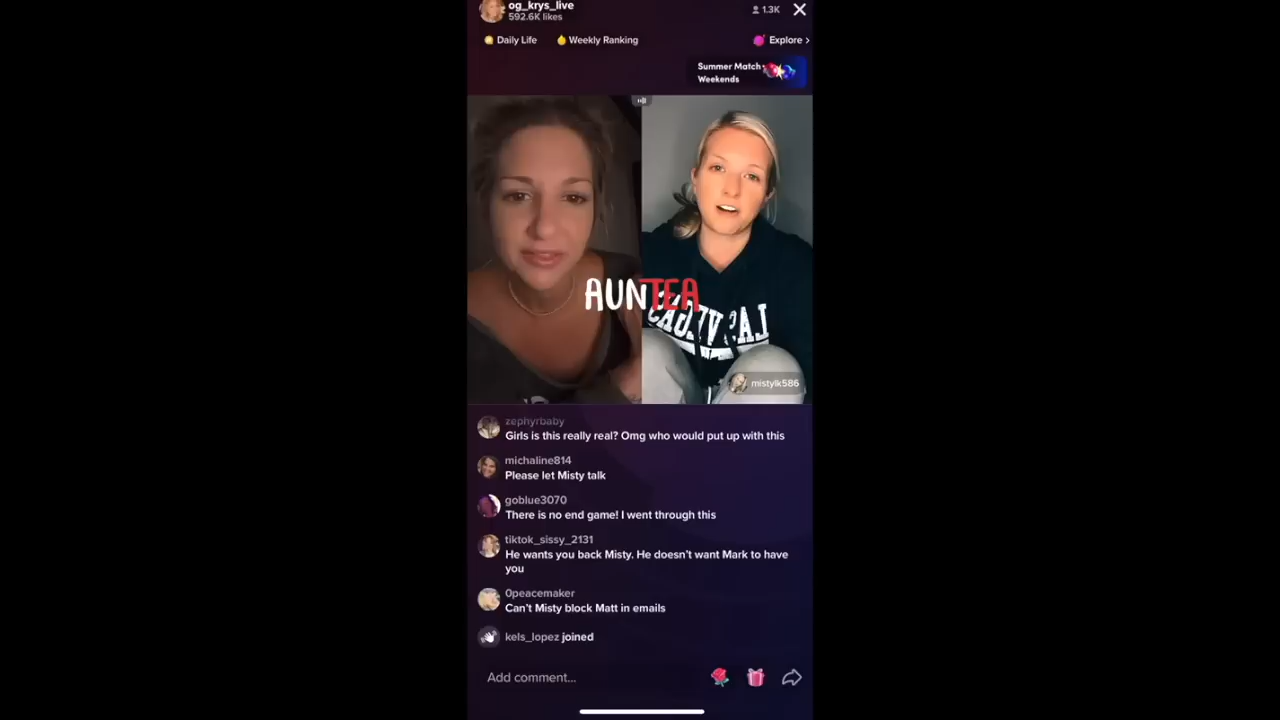 og_krys_live
592.6K likes
1.3K
Daily Life
Weekly Ranking
Explore >
Summer Match
Weekends
AUNTEA
LAS VEGAS
mistylk586
zephyrbaby
Girls is this really real? Omg who would put up with this
michaline814
Please let Misty talk
goblue3070
There is no end game! I went through this
tiktok_sissy_2131
He wants you back Misty. He doesn't want Mark to have
you
0peacemaker
Can't Misty block Matt in emails
kels_lopez joined
Add comment...